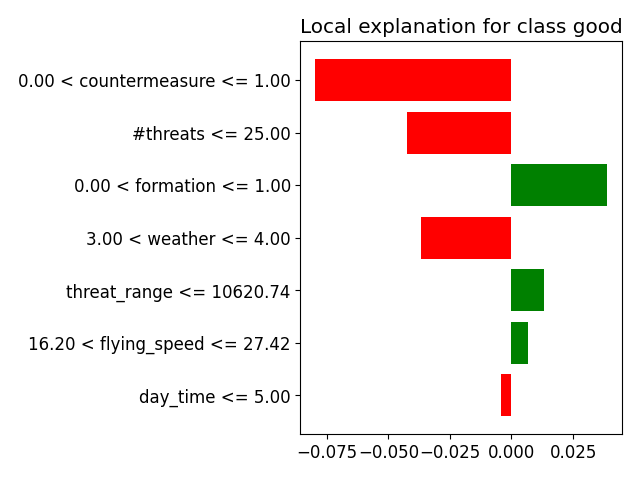 Local explanation for class good
0.00 < countermeasure <= 1.00
#threats <= 25.00
0.00 < formation <= 1.00
3.00 < weather <= 4.00
threat_range <= 10620.74
16.20 < flying_speed <= 27.42
day_time <= 5.00
−0.075 −0.050 −0.025 0.000 0.025